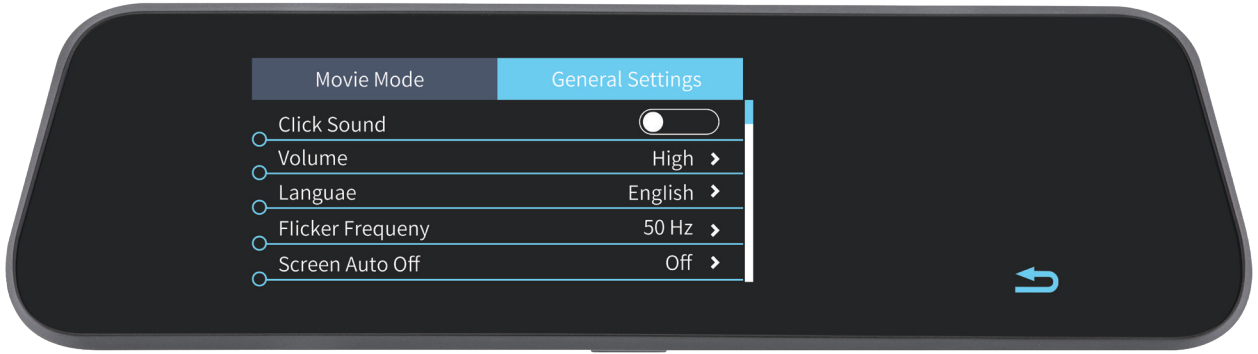 Movie Mode
General Settings
Click Sound
Volume High
Languae English
Flicker Frequeny 50 Hz
Screen Auto Off Off